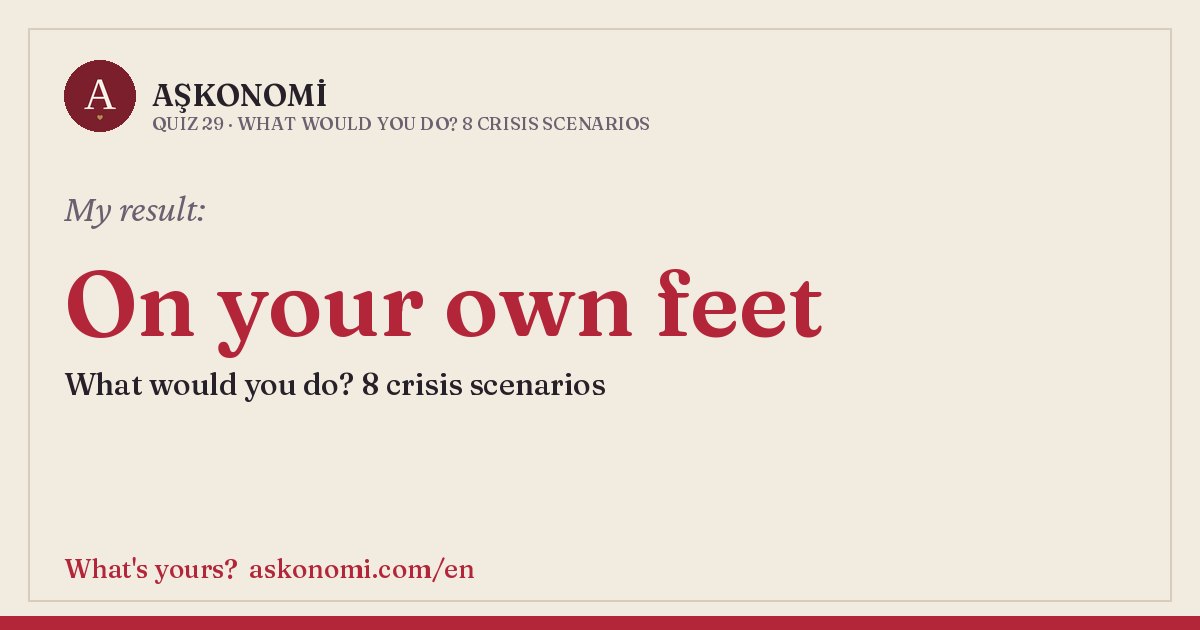 A
AŞKONOMİ
QUIZ 29 · WHAT WOULD YOU DO? 8 CRISIS SCENARIOS
My result:
On your own feet
What would you do? 8 crisis scenarios
What's yours? askonomi.com/en